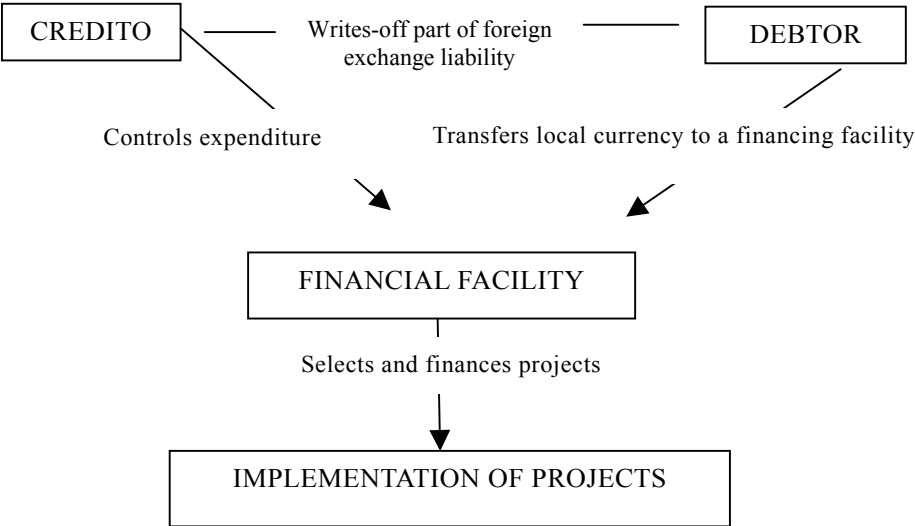 CREDITO
Writes-off part of foreign
exchange liability
DEBTOR
Controls expenditure
Transfers local currency to a financing facility
FINANCIAL FACILITY
Selects and finances projects
IMPLEMENTATION OF PROJECTS